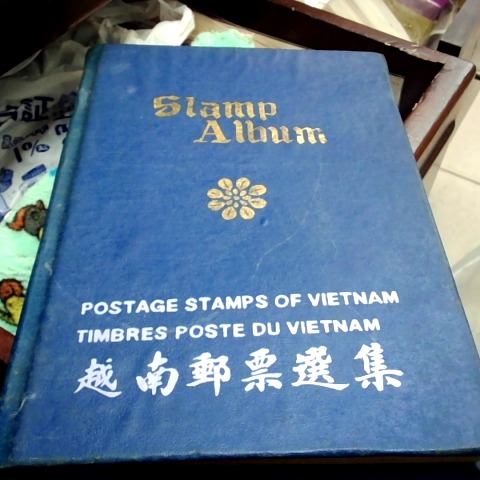 Stamp
Album
POSTAGE STAMPS OF VIETNAM
TIMBRES POSTE DU VIETNAM
越南郵票選集